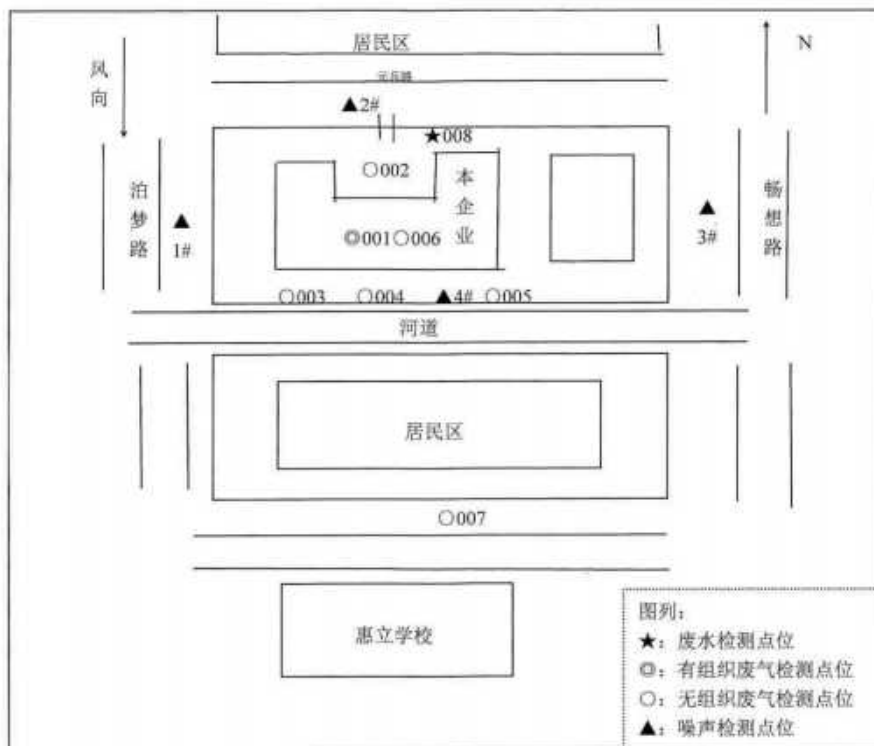 居民区
N
风向
▲2#
★008
○002
本企业
泊梦路
▲
1#
◎001○006
▲
3#
畅想路
○003
○004
▲4#
○005
河道
居民区
○007
惠立学校
图列：
★：废水检测点位
◎：有组织废气检测点位
○：无组织废气检测点位
▲：噪声检测点位